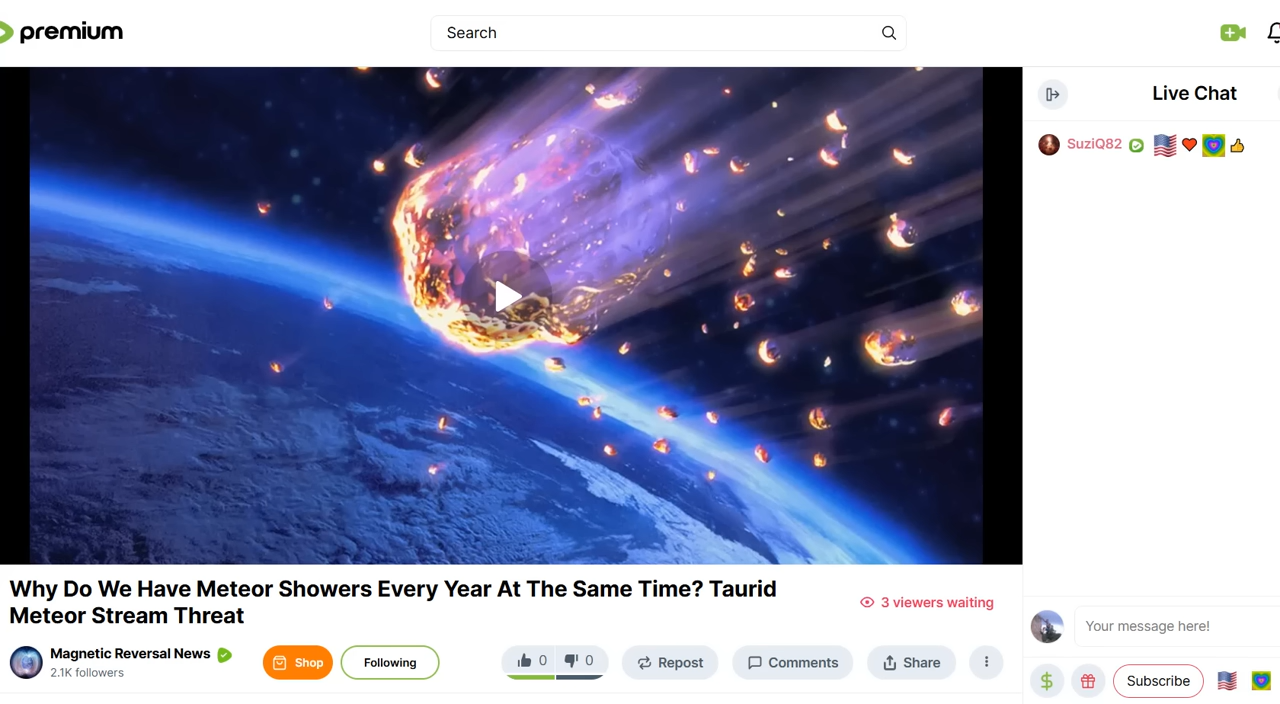 premium
Search
Live Chat
SuziQ82
Why Do We Have Meteor Showers Every Year At The Same Time? Taurid
Meteor Stream Threat
3 viewers waiting
Magnetic Reversal News
2.1K followers
Shop
Following
0
0
Repost
Comments
Share
Your message here!
$
Subscribe